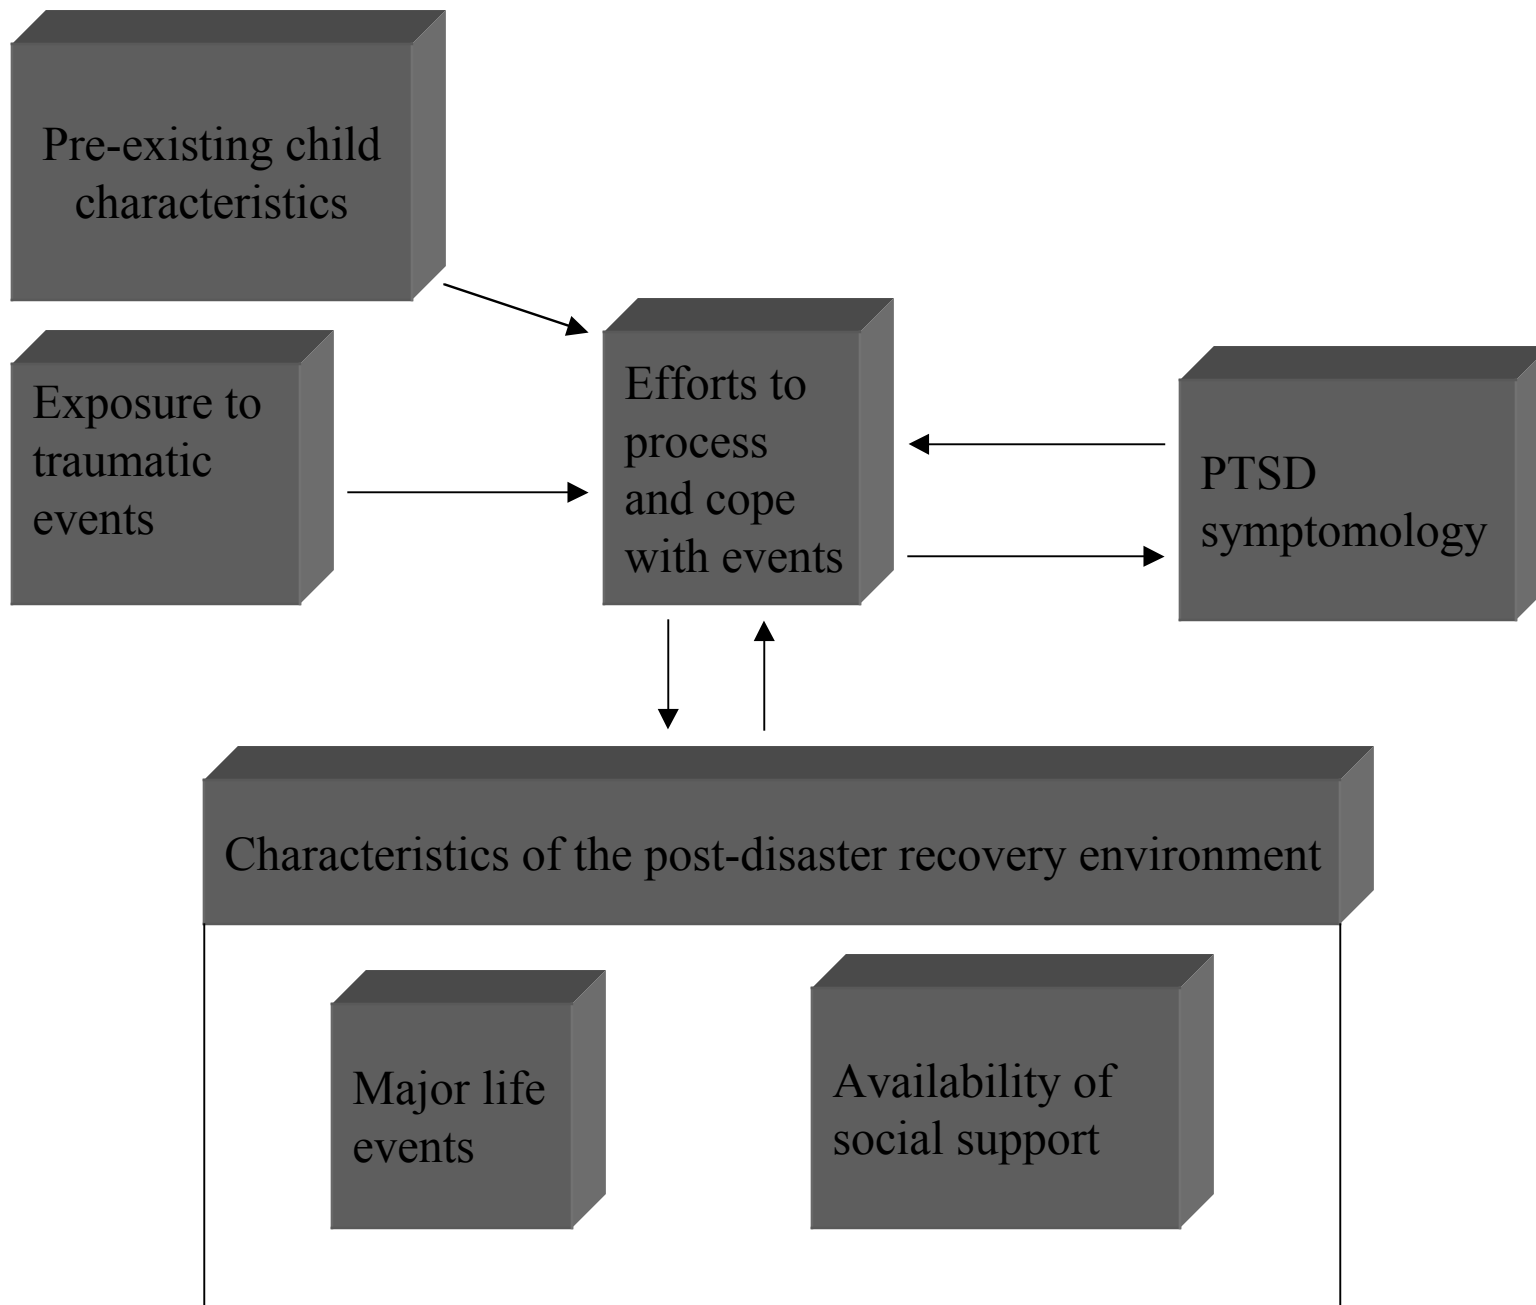 Pre-existing child
characteristics
Exposure to
traumatic
events
Efforts to
process
and cope
with events
PTSD
symptomology
Characteristics of the post-disaster recovery environment
Major life
events
Availability of
social support